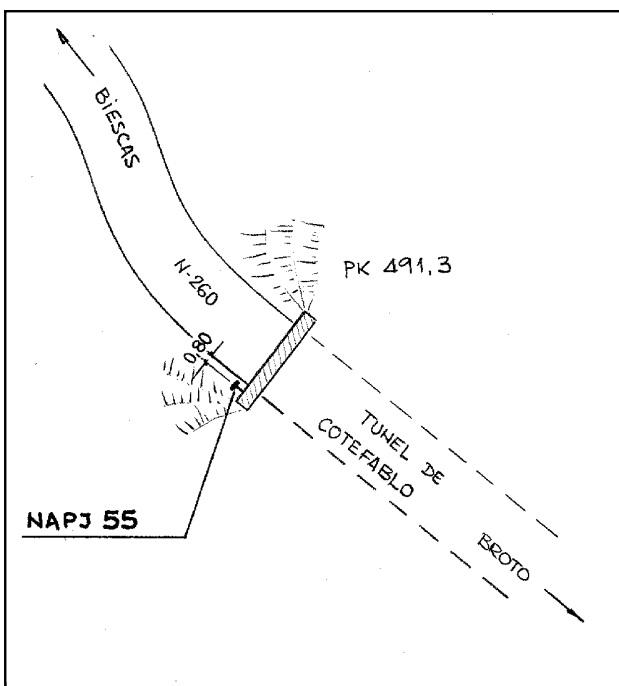 BiESCAS
N-260
PK 491,3
0,80
TUNEL DE
COTEFABLO
NAPJ 55
BROTO